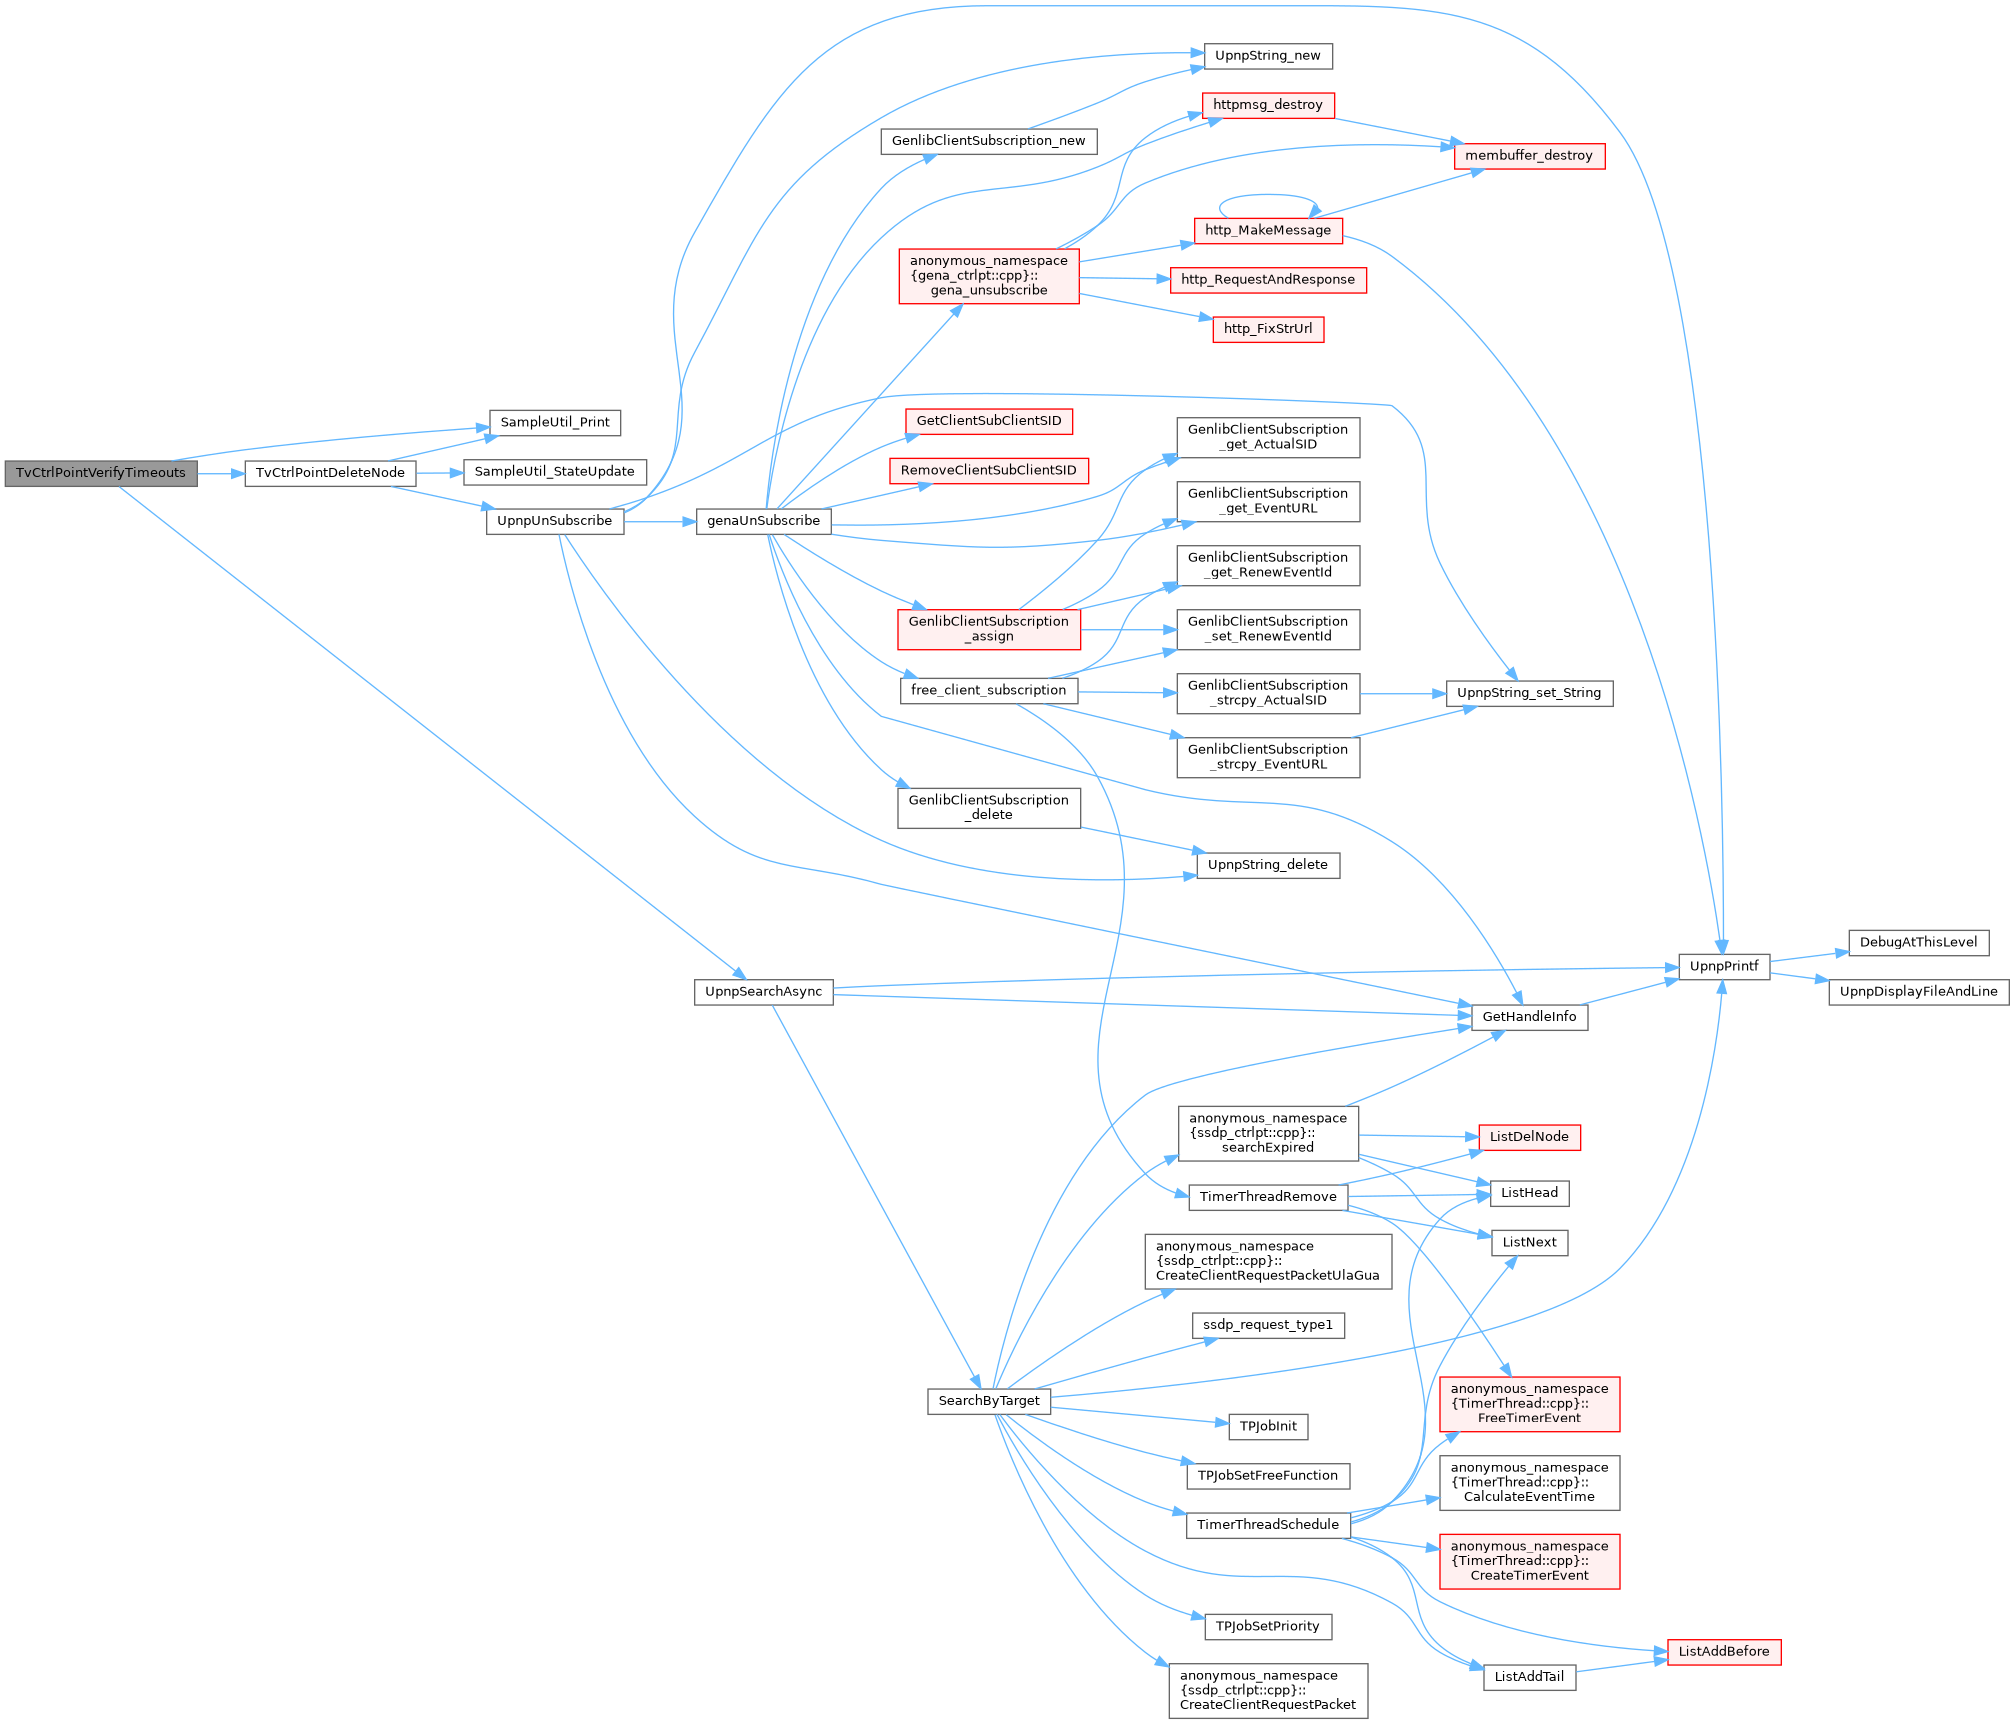 TvCtrlPointVerifyTimeouts
SampleUtil_Print
TvCtrlPointDeleteNode
SampleUtil_StateUpdate
UpnpUnSubscribe
genaUnSubscribe
UpnpString_new
GenlibClientSubscription_new
httpmsg_destroy
membuffer_destroy
anonymous_namespace
{gena_ctrlpt::cpp}::
gena_unsubscribe
http_MakeMessage
http_RequestAndResponse
http_FixStrUrl
GetClientSubClientSID
RemoveClientSubClientSID
GenlibClientSubscription
_get_ActualSID
GenlibClientSubscription
_get_EventURL
GenlibClientSubscription
_get_RenewEventId
GenlibClientSubscription
_assign
GenlibClientSubscription
_set_RenewEventId
free_client_subscription
GenlibClientSubscription
_strcpy_ActualSID
UpnpString_set_String
GenlibClientSubscription
_strcpy_EventURL
GenlibClientSubscription
_delete
UpnpString_delete
UpnpSearchAsync
UpnpPrintf
DebugAtThisLevel
UpnpDisplayFileAndLine
GetHandleInfo
anonymous_namespace
{ssdp_ctrlpt::cpp}::
searchExpired
ListDelNode
TimerThreadRemove
ListHead
ListNext
anonymous_namespace
{ssdp_ctrlpt::cpp}::
CreateClientRequestPacketUlaGua
ssdp_request_type1
SearchByTarget
anonymous_namespace
{TimerThread::cpp}::
FreeTimerEvent
TPJobInit
TPJobSetFreeFunction
anonymous_namespace
{TimerThread::cpp}::
CalculateEventTime
TimerThreadSchedule
anonymous_namespace
{TimerThread::cpp}::
CreateTimerEvent
TPJobSetPriority
ListAddBefore
ListAddTail
anonymous_namespace
{ssdp_ctrlpt::cpp}::
CreateClientRequestPacket